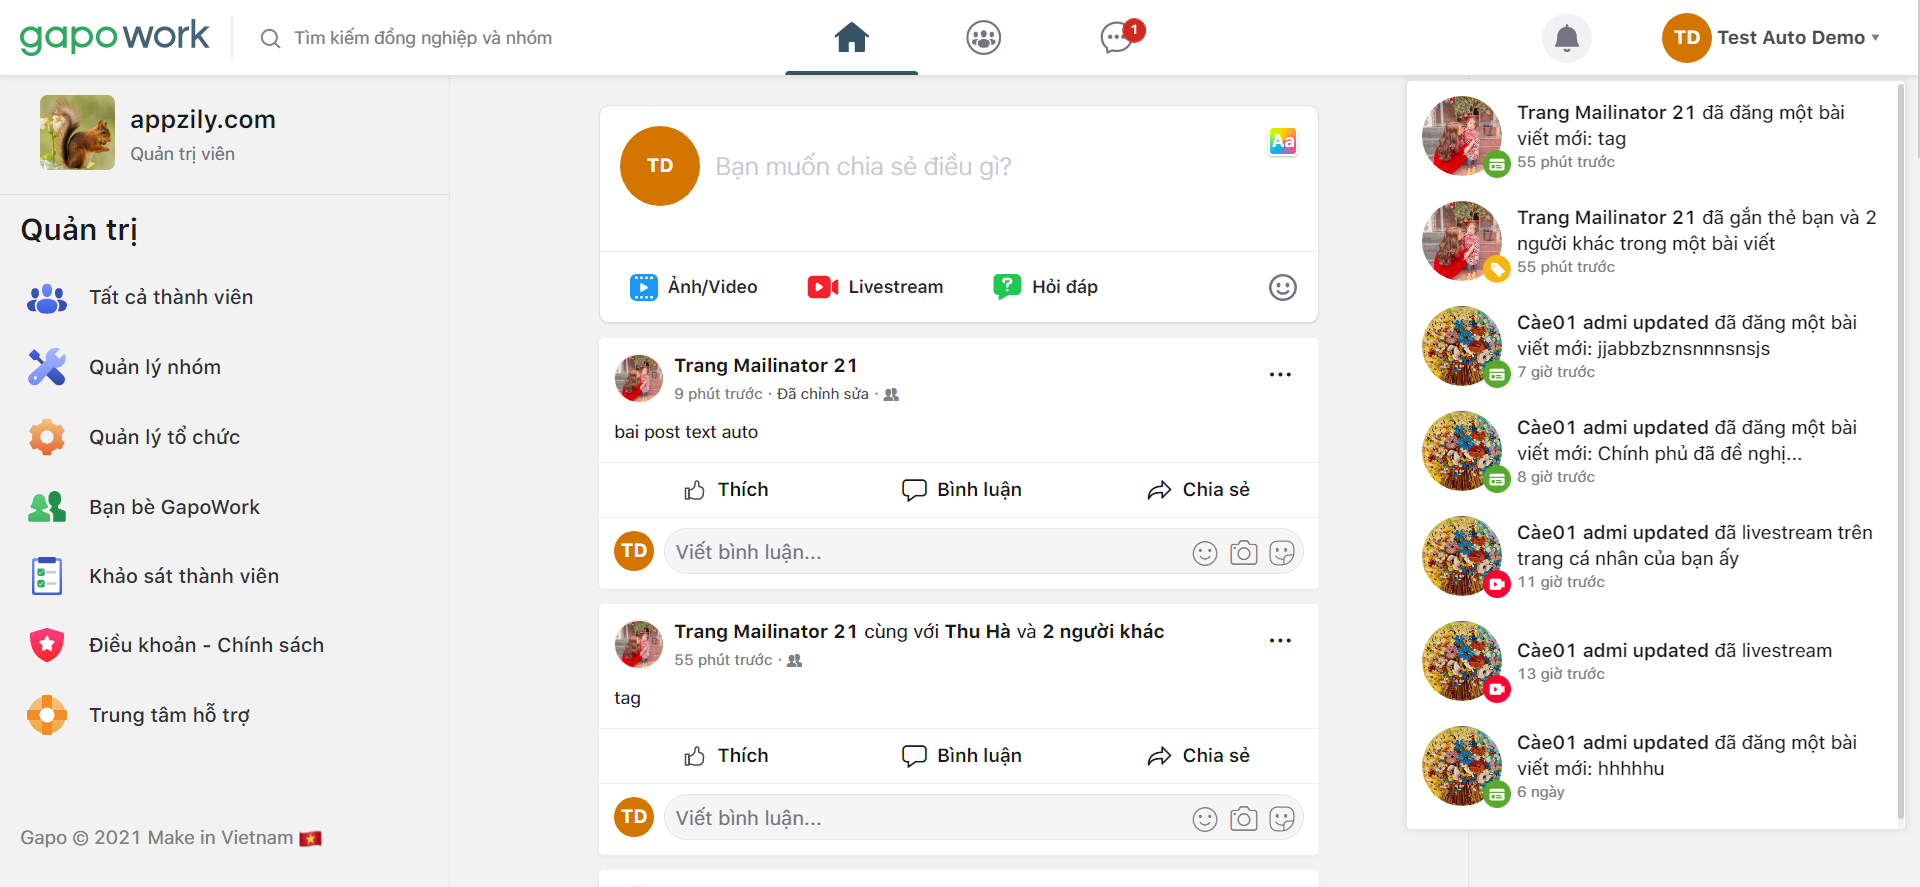 gapowork
Tìm kiếm đồng nghiệp và nhóm
1
TD Test Auto Demo
appzily.com
Quản trị viên
Quản trị
Tất cả thành viên
Quản lý nhóm
Quản lý tổ chức
Bạn bè GapoWork
Khảo sát thành viên
Điều khoản - Chính sách
Trung tâm hỗ trợ
Gapo © 2021 Make in Vietnam
TD Bạn muốn chia sẻ điều gì?
Aa
Ảnh/Video Livestream Hỏi đáp
Trang Mailinator 21
9 phút trước · Đã chỉnh sửa ·
bai post text auto
Thích Bình luận Chia sẻ
TD Viết bình luận...
Trang Mailinator 21 cùng với Thu Hà và 2 người khác
55 phút trước ·
tag
Thích Bình luận Chia sẻ
TD Viết bình luận...
Trang Mailinator 21 đã đăng một bài
viết mới: tag
55 phút trước
Trang Mailinator 21 đã gắn thẻ bạn và 2
người khác trong một bài viết
55 phút trước
Càe01 admi updated đã đăng một bài
viết mới: jjabbzbznsnnnsnsjs
7 giờ trước
Càe01 admi updated đã đăng một bài
viết mới: Chính phủ đã đề nghị...
8 giờ trước
Càe01 admi updated đã livestream trên
trang cá nhân của bạn ấy
11 giờ trước
Càe01 admi updated đã livestream
13 giờ trước
Càe01 admi updated đã đăng một bài
viết mới: hhhhhu
6 ngày